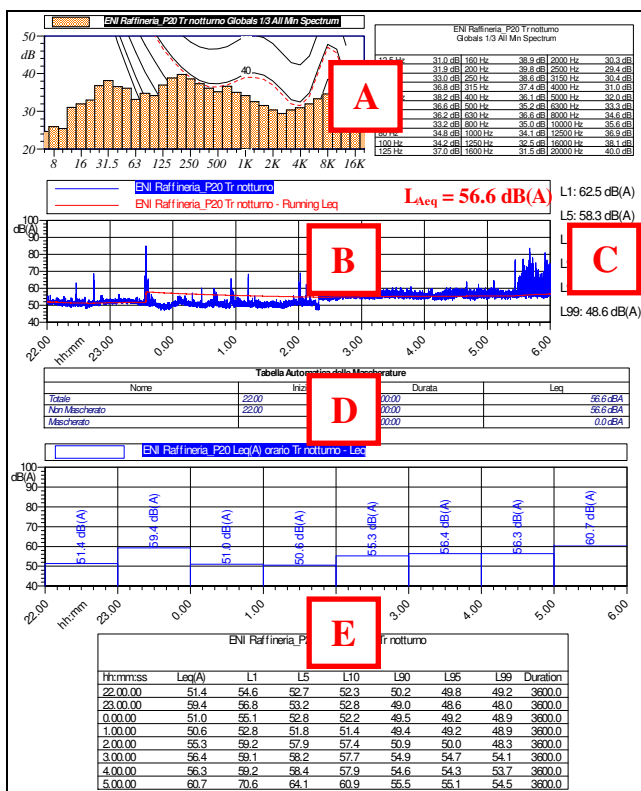 ENI Raffineria_P20 Tr notturno Globals 1/3 All Min Spectrum
50
dB
40
30
20
40
8 16 31.5 63 125 250 500 1K 2K 4K 8K 16K
A
ENI Raffineria_P20 Tr notturno
Globals 1/3 All Min Spectrum
12.5 Hz 31.0 dB 160 Hz 38.9 dB 2000 Hz 30.3 dB
31.9 dB 200 Hz 39.8 dB 2500 Hz 29.4 dB
33.0 dB 250 Hz 38.6 dB 3150 Hz 30.4 dB
36.8 dB 315 Hz 37.4 dB 4000 Hz 31.0 dB
38.2 dB 400 Hz 36.1 dB 5000 Hz 32.0 dB
36.6 dB 500 Hz 35.2 dB 6300 Hz 33.3 dB
36.2 dB 630 Hz 36.6 dB 8000 Hz 34.6 dB
33.2 dB 800 Hz 35.0 dB 10000 Hz 35.6 dB
80 Hz 34.8 dB 1000 Hz 34.1 dB 12500 Hz 36.9 dB
100 Hz 34.2 dB 1250 Hz 32.5 dB 16000 Hz 38.1 dB
125 Hz 37.0 dB 1600 Hz 31.5 dB 20000 Hz 40.0 dB
ENI Raffineria_P20 Tr notturno
ENI Raffineria_P20 Tr notturno - Running Leq
LAeq = 56.6 dB(A)
dB(A)
100
90
80
70
60
50
40
22.00 23.00 0.00 1.00 2.00 3.00 4.00 5.00 6.00
hh:mm
B
L1: 62.5 dB(A)
L5: 58.3 dB(A)
C
L99: 48.6 dB(A)
Tabella Automatica delle Mascherature
Nome Durata Leq
Totale 22.00 56.6 dBA
Non Mascherato 22.00 56.6 dBA
Mascherato 0.0 dBA
D
ENI Raffineria_P20 Leq(A) orario Tr notturno - Leq
dB(A)
100
90
80
70
60
50
40
51.4 dB(A) 59.4 dB(A) 51.0 dB(A) 50.6 dB(A) 55.3 dB(A) 56.4 dB(A) 56.3 dB(A) 60.7 dB(A)
22.00 23.00 0.00 1.00 3.00 4.00 5.00 6.00
hh:mm
E
ENI Raffineria_P Tr notturno
hh:mm:ss Leq(A) L1 L5 L10 L90 L95 L99 Duration
22.00.00 51.4 54.6 52.7 52.3 50.2 49.8 49.2 3600.0
23.00.00 59.4 56.8 53.2 52.8 49.0 48.6 48.0 3600.0
0.00.00 51.0 55.1 52.8 52.2 49.5 49.2 48.9 3600.0
1.00.00 50.6 52.8 51.8 51.4 49.4 49.2 48.9 3600.0
2.00.00 55.3 59.2 57.9 57.4 50.9 50.0 48.3 3600.0
3.00.00 56.4 59.1 58.2 57.7 54.9 54.7 54.1 3600.0
4.00.00 56.3 59.2 58.4 57.9 54.6 54.3 53.7 3600.0
5.00.00 60.7 70.6 64.1 60.9 55.5 55.1 54.5 3600.0